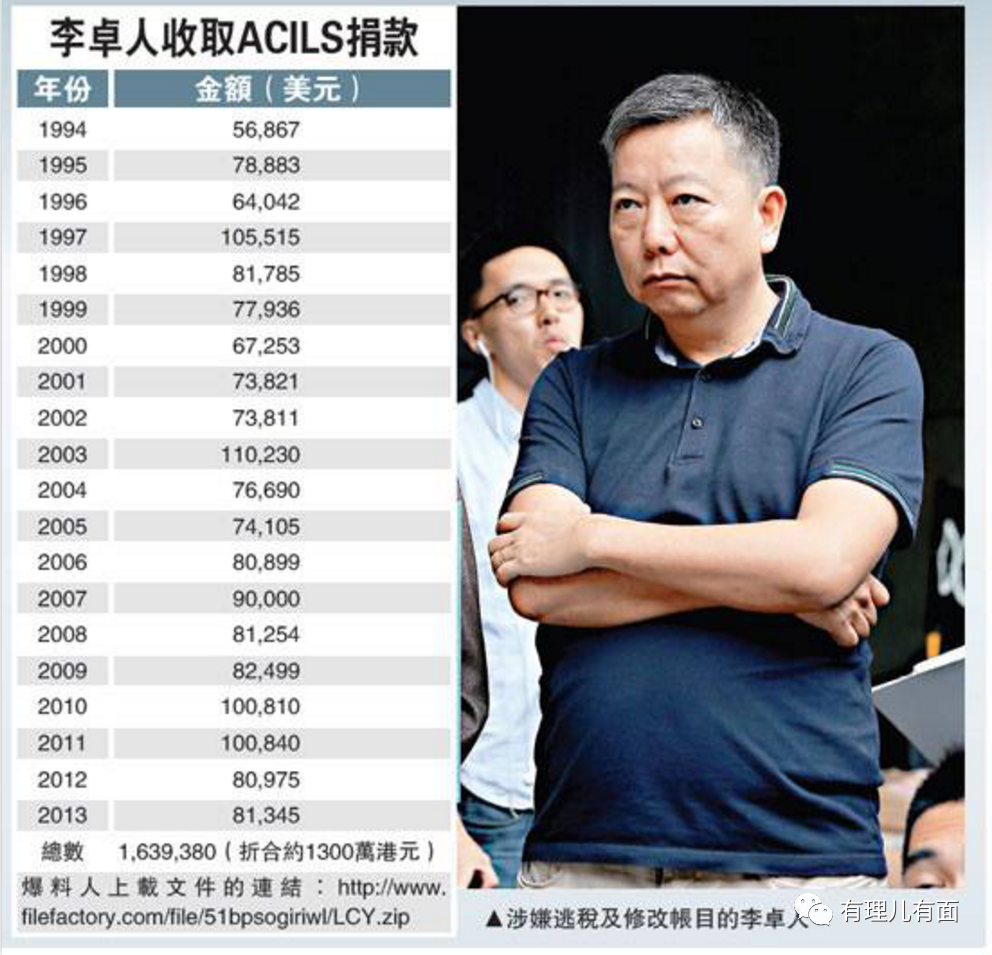 李卓人收取ACILS捐款
年份 金額（美元）
1994 56,867
1995 78,883
1996 64,042
1997 105,515
1998 81,785
1999 77,936
2000 67,253
2001 73,821
2002 73,811
2003 110,230
2004 76,690
2005 74,105
2006 80,899
2007 90,000
2008 81,254
2009 82,499
2010 100,810
2011 100,840
2012 80,975
2013 81,345
總數 1,639,380（折合約1300萬港元）
爆料人上載文件的連結：http://www.
filefactory.com/file/51bpsogiriwl/LCY.zip
▲涉嫌逃稅及修改帳目的李卓人
有理儿有面